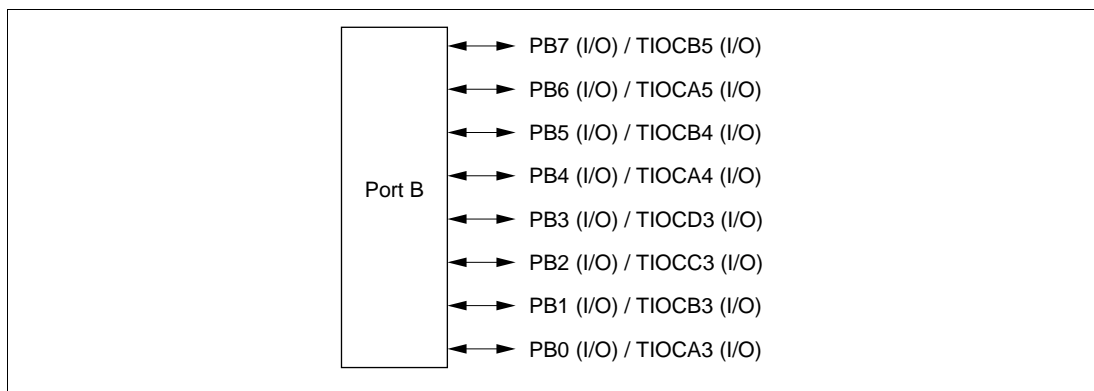 PB7 (I/O) / TIOCB5 (I/O)
PB6 (I/O) / TIOCA5 (I/O)
PB5 (I/O) / TIOCB4 (I/O)
PB4 (I/O) / TIOCA4 (I/O)
Port B
PB3 (I/O) / TIOCD3 (I/O)
PB2 (I/O) / TIOCC3 (I/O)
PB1 (I/O) / TIOCB3 (I/O)
PB0 (I/O) / TIOCA3 (I/O)